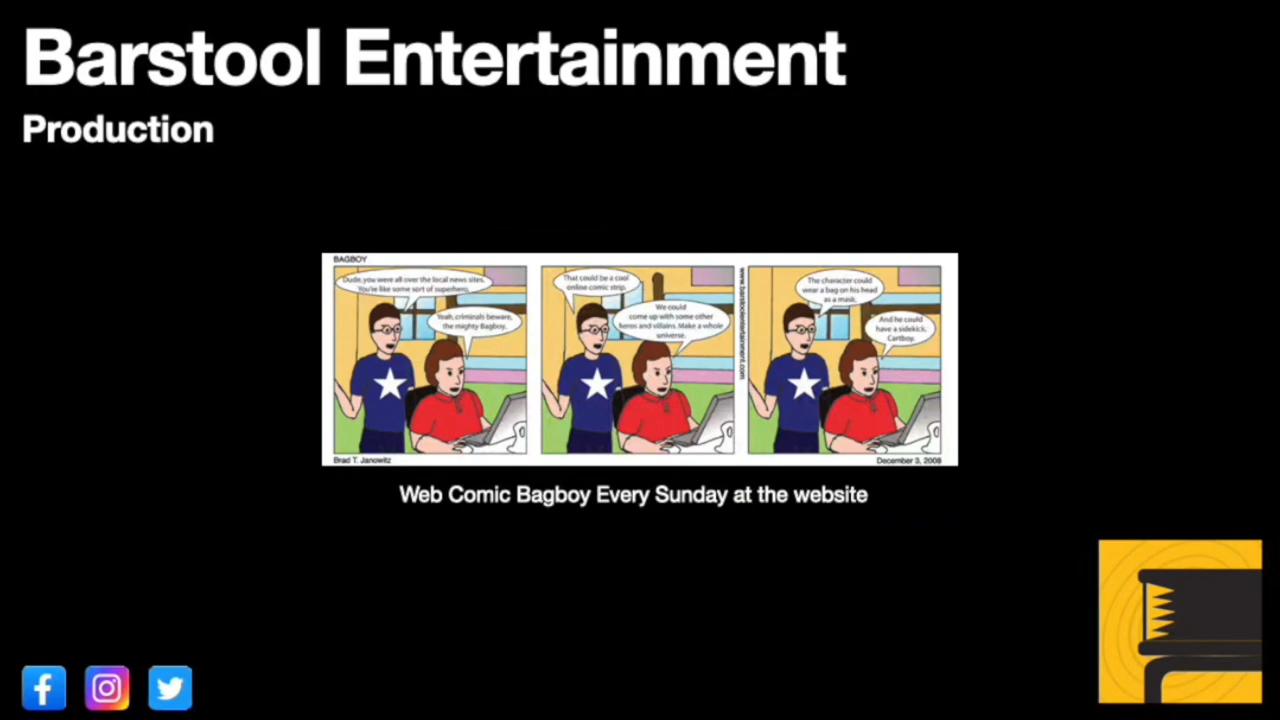 Barstool Entertainment
Production
BAGBOY
Dude, you were all over the local news sites.
You're like some sort of superhero.
Yeah, criminals beware,
the mighty Bagboy.
That could be a cool
online comic strip.
We could
come up with some other
heros and villains. Make a whole
universe.
www.barstoolentertainment.com
The character could
wear a bag on his head
as a mask.
And he could
have a sidekick,
Cartboy.
Brad T. Janowitz
December 3, 2008
Web Comic Bagboy Every Sunday at the website